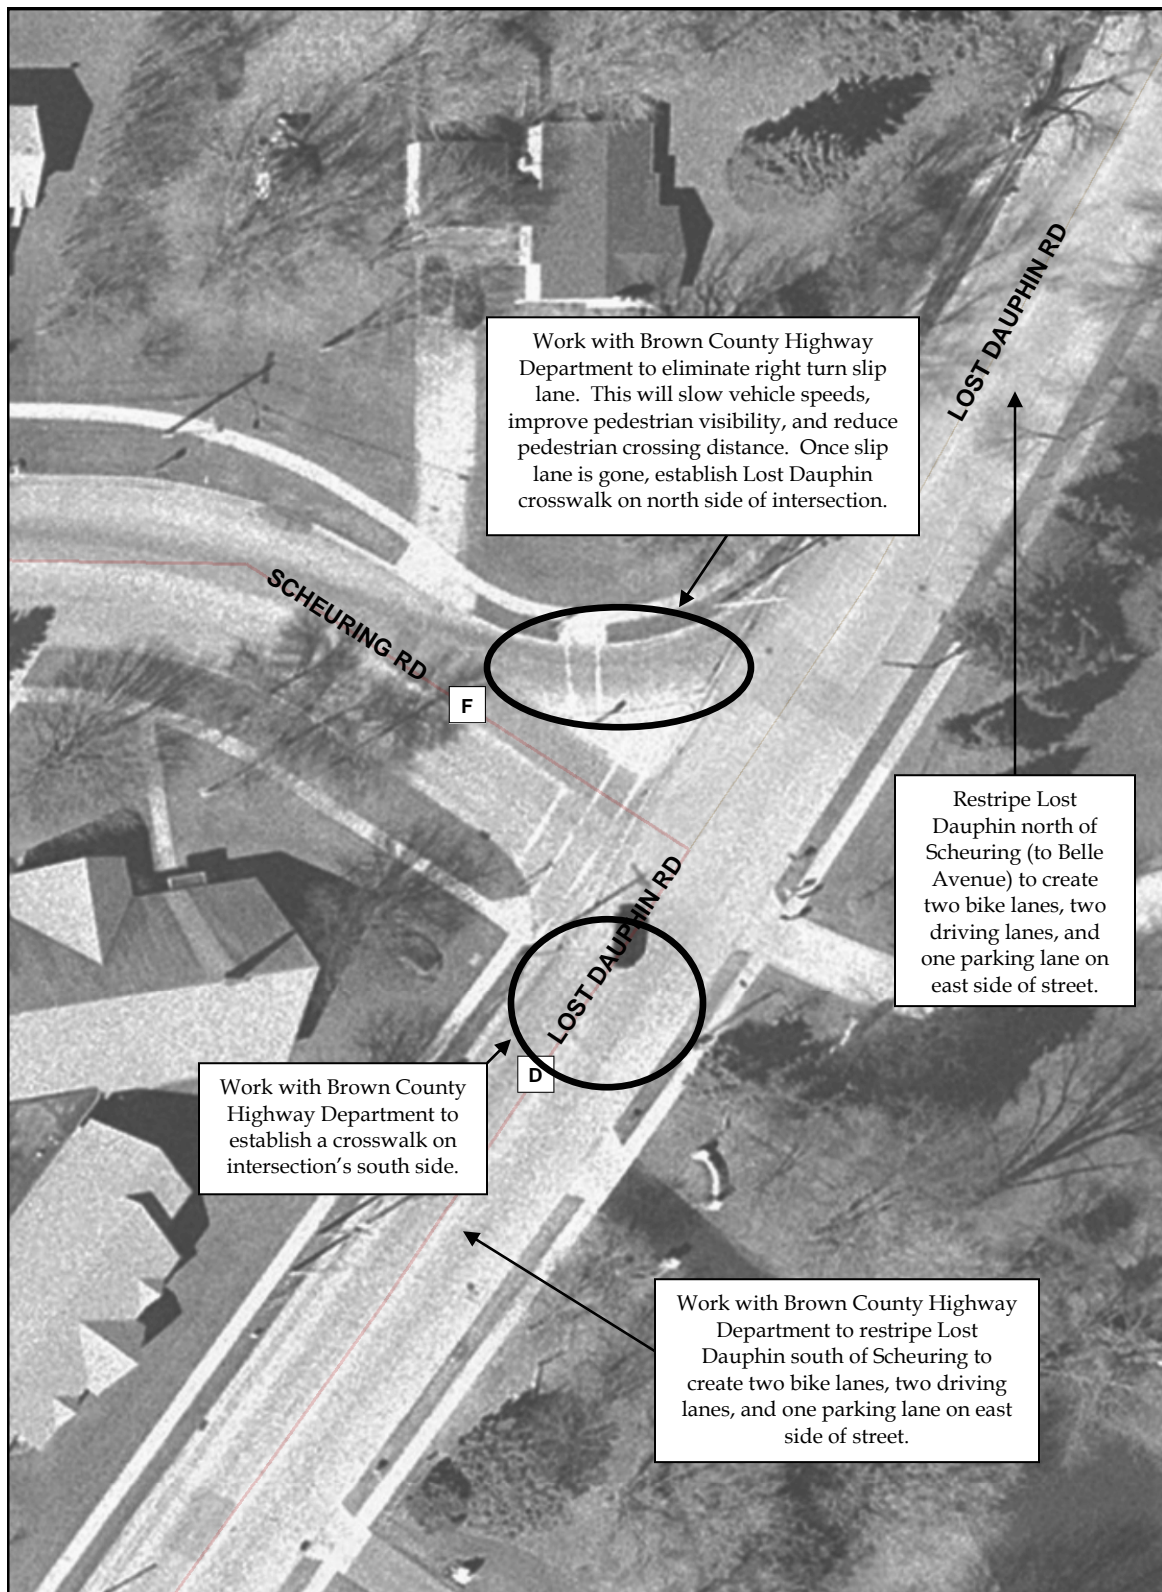 LOST DAUPHIN RD
Work with Brown County Highway
Department to eliminate right turn slip
lane.  This will slow vehicle speeds,
improve pedestrian visibility, and reduce
pedestrian crossing distance.  Once slip
lane is gone, establish Lost Dauphin
crosswalk on north side of intersection.
SCHEURING RD
F
Restripe Lost
Dauphin north of
Scheuring (to Belle
Avenue) to create
two bike lanes, two
driving lanes, and
one parking lane on
east side of street.
LOST DAUPHIN RD
D
Work with Brown County
Highway Department to
establish a crosswalk on
intersection’s south side.
Work with Brown County Highway
Department to restripe Lost
Dauphin south of Scheuring to
create two bike lanes, two driving
lanes, and one parking lane on east
side of street.